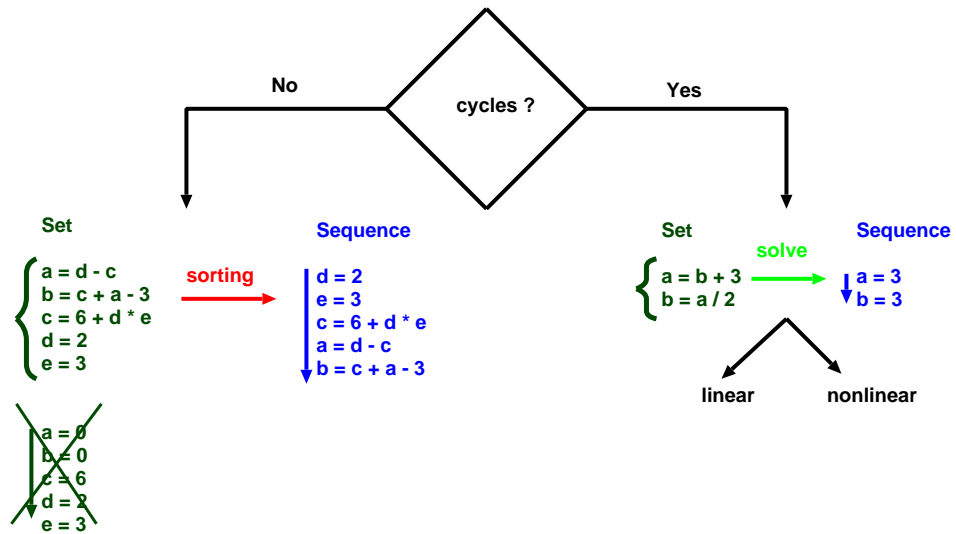 cycles ?
No
Yes
Set
a = d - c
b = c + a - 3
c = 6 + d * e
d = 2
e = 3
sorting
Sequence
d = 2
e = 3
c = 6 + d * e
a = d - c
b = c + a - 3
a = 0
b = 0
c = 6
d = 2
e = 3
Set
a = b + 3
b = a / 2
solve
Sequence
a = 3
b = 3
linear
nonlinear